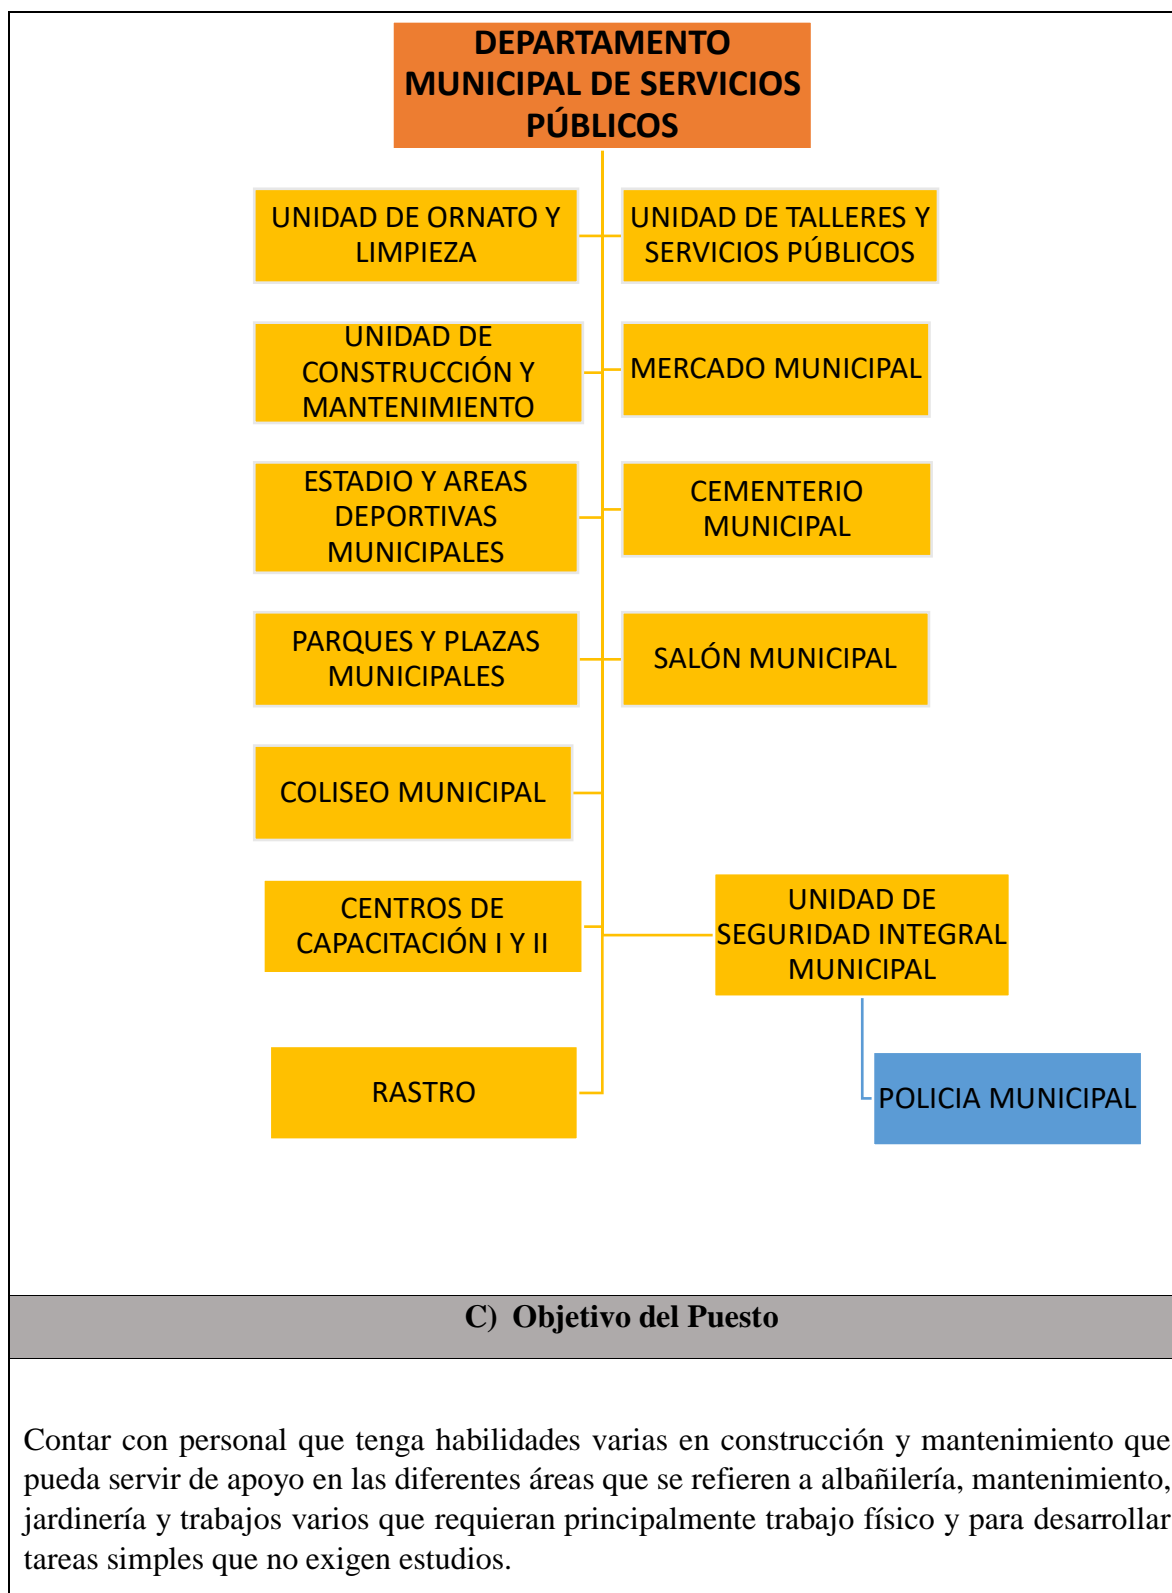 DEPARTAMENTO
MUNICIPAL DE SERVICIOS
PÚBLICOS
UNIDAD DE ORNATO Y
LIMPIEZA
UNIDAD DE TALLERES Y
SERVICIOS PÚBLICOS
UNIDAD DE
CONSTRUCCIÓN Y
MANTENIMIENTO
MERCADO MUNICIPAL
ESTADIO Y AREAS
DEPORTIVAS
MUNICIPALES
CEMENTERIO
MUNICIPAL
PARQUES Y PLAZAS
MUNICIPALES
SALÓN MUNICIPAL
COLISEO MUNICIPAL
CENTROS DE
CAPACITACIÓN I Y II
UNIDAD DE
SEGURIDAD INTEGRAL
MUNICIPAL
RASTRO
POLICIA MUNICIPAL
C) Objetivo del Puesto
Contar con personal que tenga habilidades varias en construcción y mantenimiento que
pueda servir de apoyo en las diferentes áreas que se refieren a albañilería, mantenimiento,
jardinería y trabajos varios que requieran principalmente trabajo físico y para desarrollar
tareas simples que no exigen estudios.